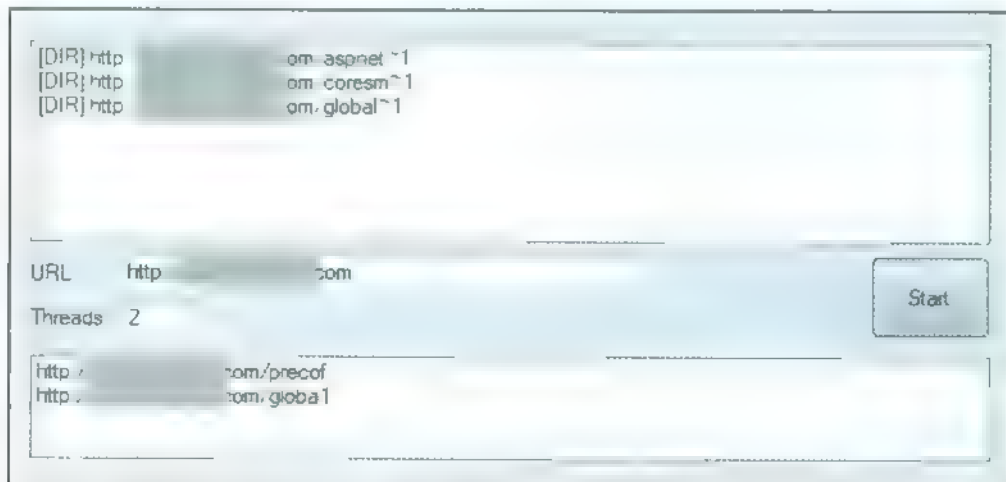 [DIR] http om aspnet~1
[DIR] http om coresm~1
[DIR] http om/global~1
URL http com
Start
Threads 2
http:/ com/precof
http:/ com/global